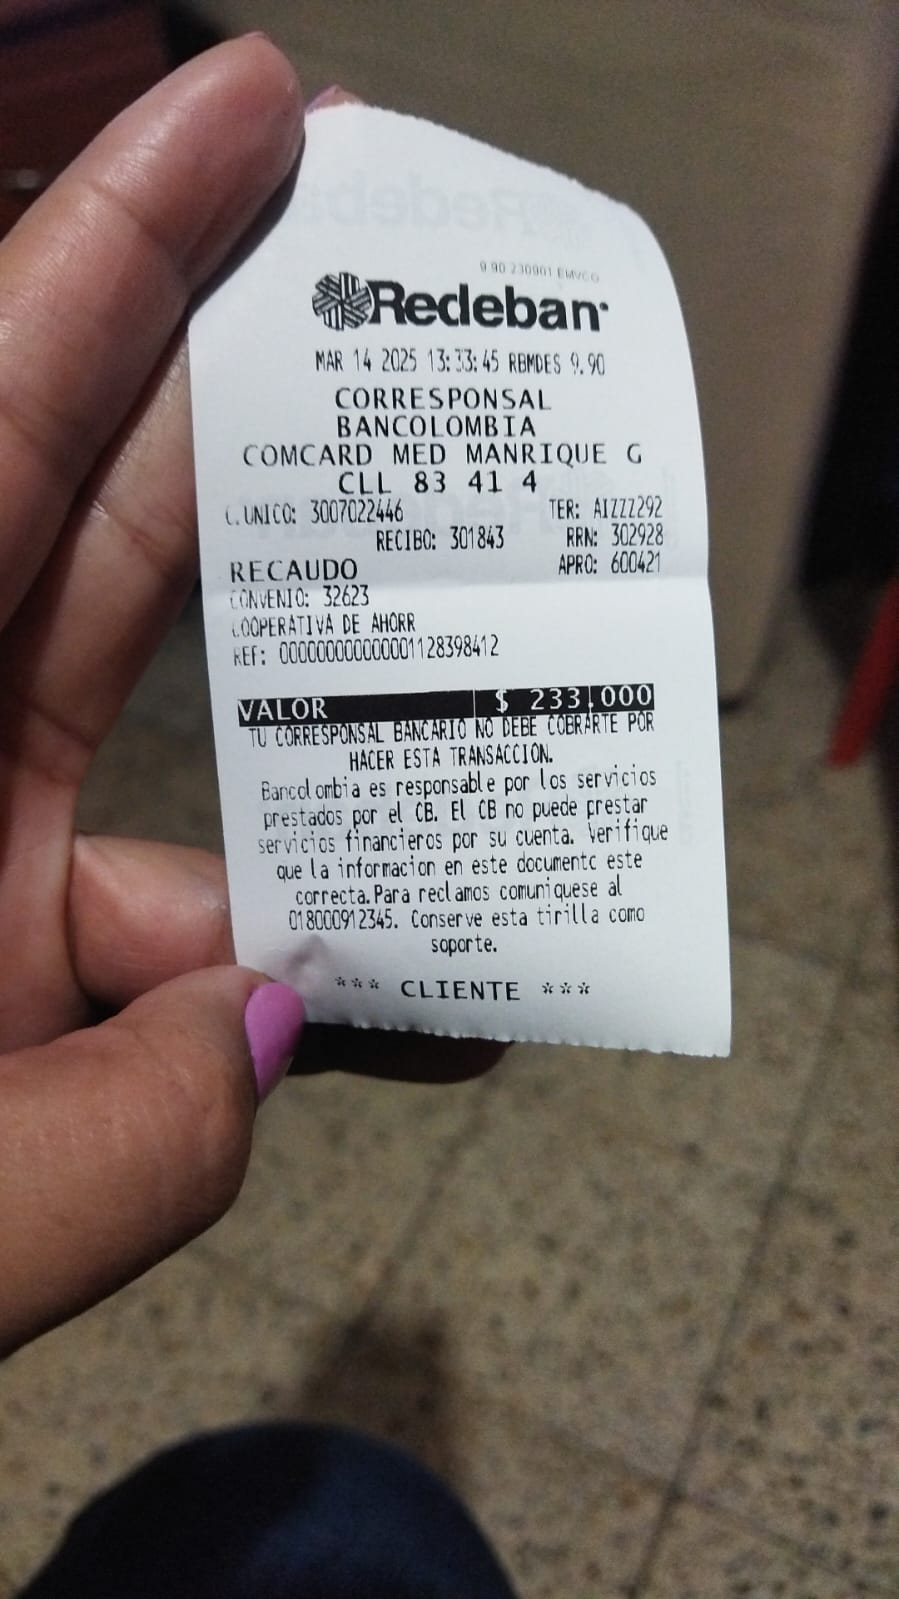 9 90 230901 EMVCO
Redeban
MAR 14 2025 13:33:45 RBMDES 9.90
CORRESPONSAL
BANCOLOMBIA
COMCARD MED MANRIQUE G
CLL 83 41 4
C.UNICO: 3007022446 TER: AIZZZ292
RECIBO: 301843 RRN: 302928
RECAUDO APRO: 600421
CONVENIO: 32623
COOPERATIVA DE AHORR
REF: 00000000000001128398412
VALOR $ 233.000
TU CORRESPONSAL BANCARIO NO DEBE COBRARTE POR
HACER ESTA TRANSACCION.
Bancolombia es responsable por los servicios
prestados por el CB. El CB no puede prestar
servicios financieros por su cuenta. Verifique
que la informacion en este documento este
correcta.Para reclamos comuniquese al
018000912345. Conserve esta tirilla como
soporte.
*** CLIENTE ***